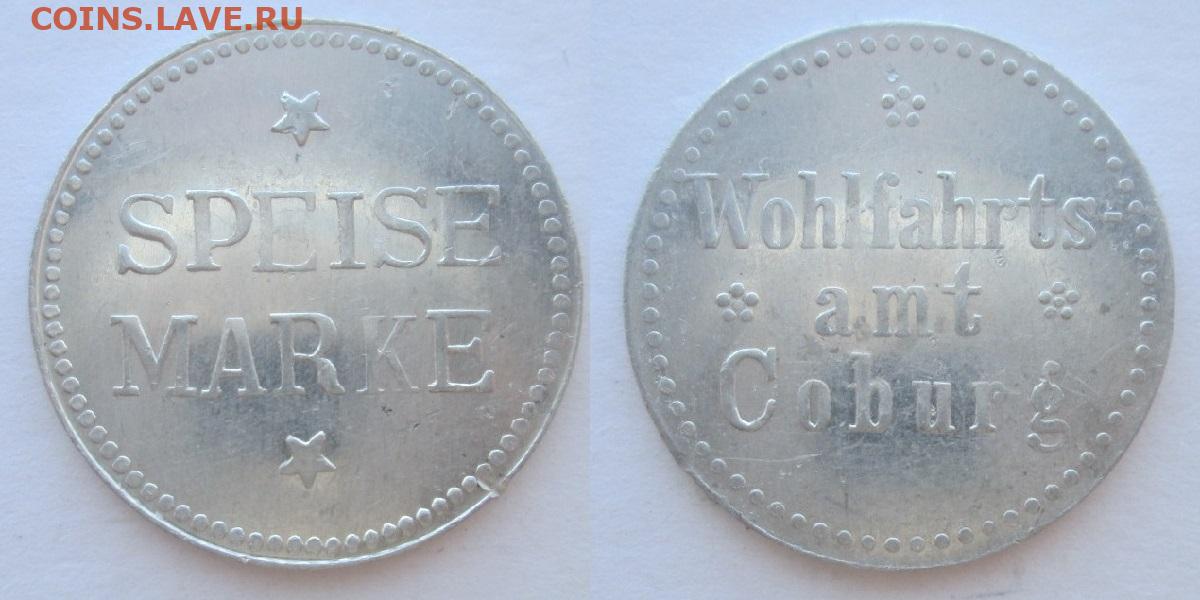 COINS.LAVE.RU
SPEISE
MARKE
Wohlfahrts-
amt
Coburg